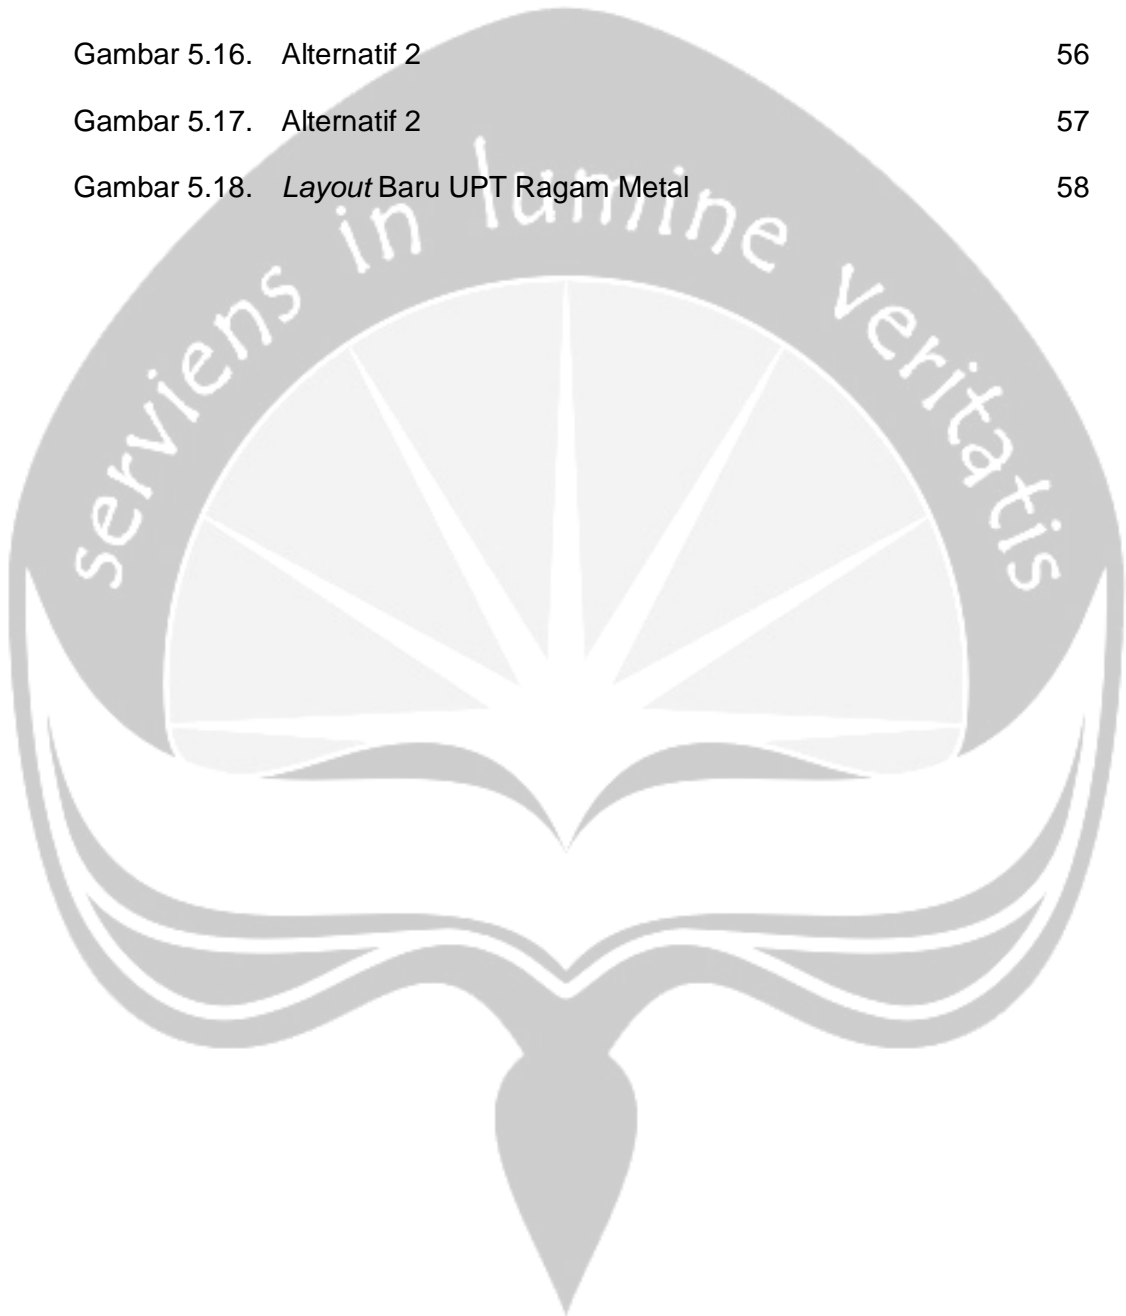 Gambar 5.16. Alternatif 2 56
Gambar 5.17. Alternatif 2 57
Gambar 5.18. Layout Baru UPT Ragam Metal 58
serviens in lumine veritatis